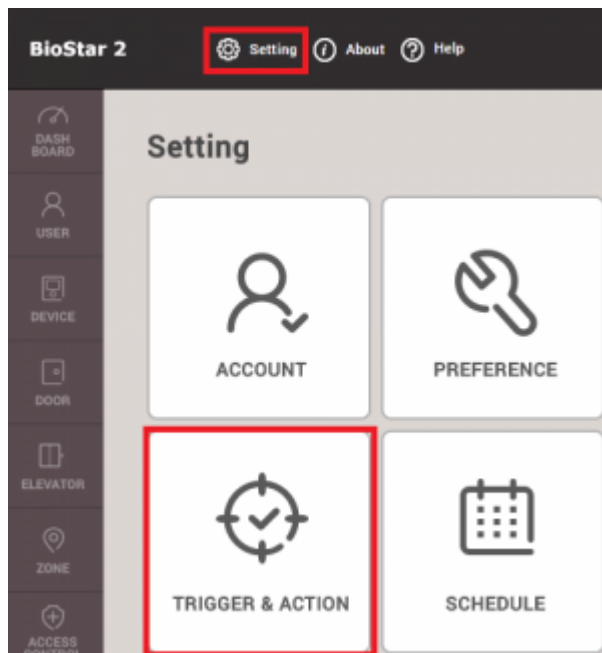 BioStar 2
Setting
About
Help
DASH
BOARD
USER
DEVICE
DOOR
ELEVATOR
ZONE
ACCESS
CONTROL
Setting
ACCOUNT
PREFERENCE
TRIGGER & ACTION
SCHEDULE